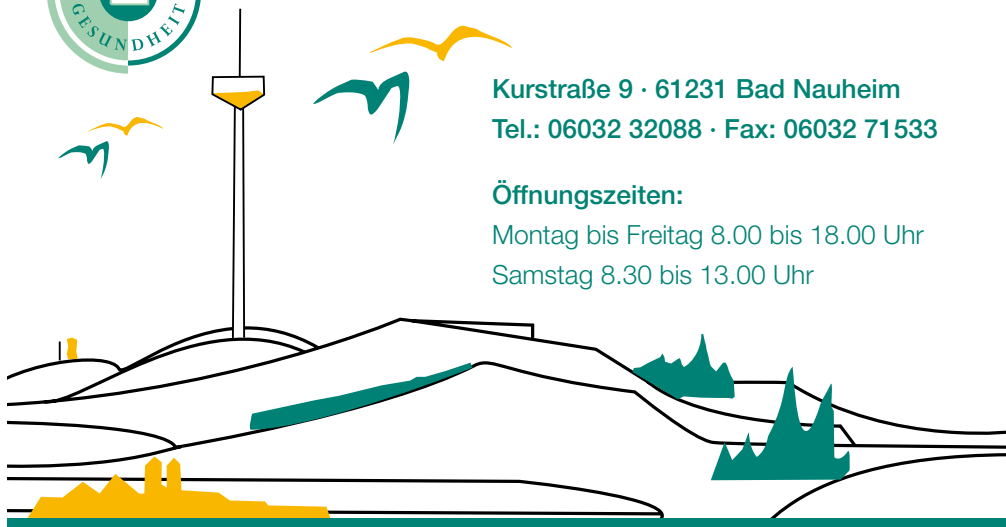 GESUNDHEIT
Kurstraße 9 · 61231 Bad Nauheim
Tel.: 06032 32088 · Fax: 06032 71533
Öffnungszeiten:
Montag bis Freitag 8.00 bis 18.00 Uhr
Samstag 8.30 bis 13.00 Uhr